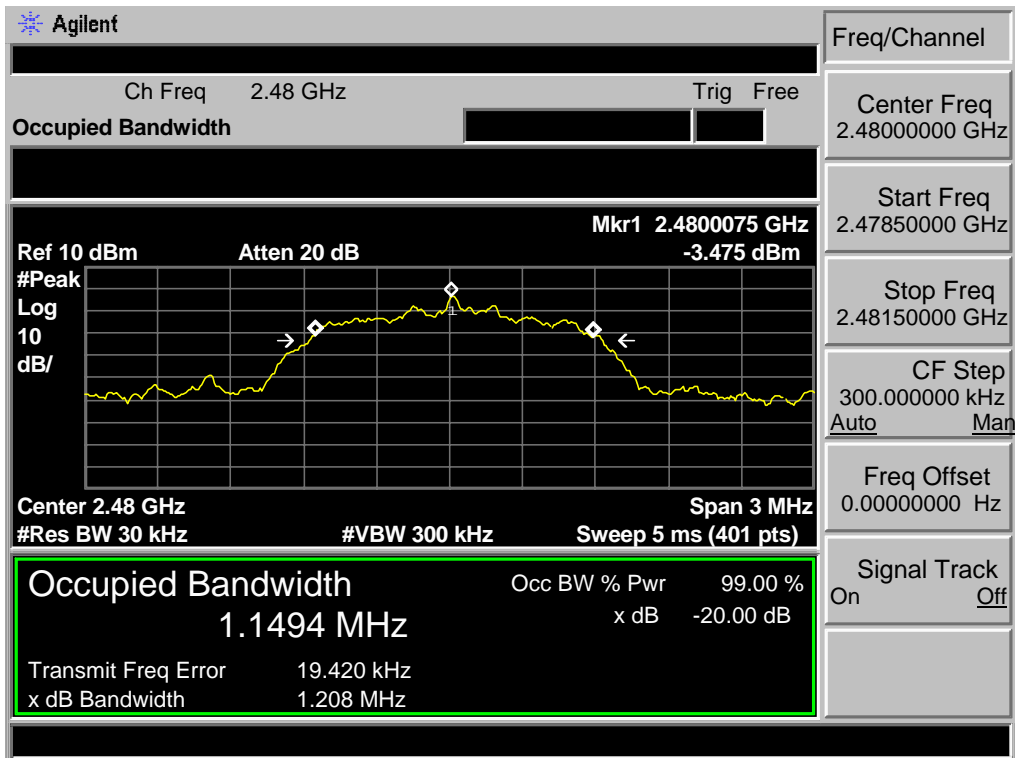 Agilent
Freq/Channel
Ch Freq 2.48 GHz Trig Free
Occupied Bandwidth
Center Freq
2.48000000 GHz
Start Freq
2.47850000 GHz
Stop Freq
2.48150000 GHz
CF Step
300.000000 kHz
Auto Man
Freq Offset
0.00000000 Hz
Signal Track
On Off
Mkr1 2.4800075 GHz
Ref 10 dBm Atten 20 dB -3.475 dBm
#Peak
Log
10
dB/
1
Center 2.48 GHz Span 3 MHz
#Res BW 30 kHz #VBW 300 kHz Sweep 5 ms (401 pts)
Occupied Bandwidth
1.1494 MHz
Occ BW % Pwr 99.00 %
x dB -20.00 dB
Transmit Freq Error 19.420 kHz
x dB Bandwidth 1.208 MHz